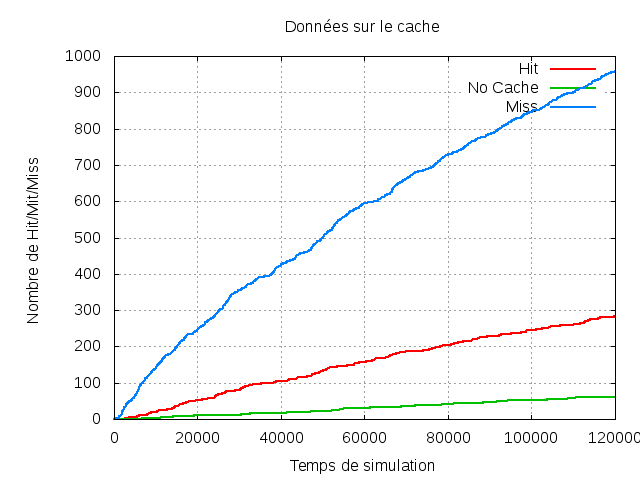 Données sur le cache
Nombre de Hit/Mit/Miss
1000
900
800
700
600
500
400
300
200
100
0
Hit
No Cache
Miss
0 20000 40000 60000 80000 100000 120000
Temps de simulation